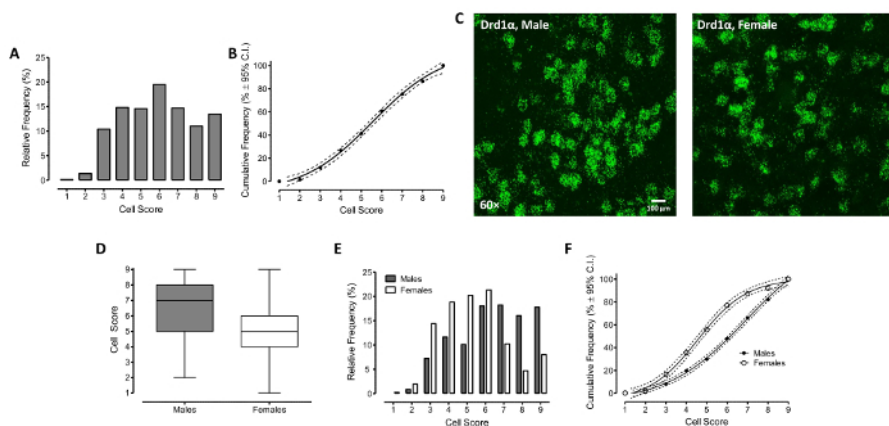 A
Relative Frequency (%)
25
20
15
10
5
0
1 2 3 4 5 6 7 8 9
Cell Score
B
Cumulative Frequency (% ± 95% C.I.)
100
80
60
40
20
0
1 2 3 4 5 6 7 8 9
Cell Score
C
Drd1α, Male
60×
100 µm
Drd1α, Female
D
Cell Score
9
8
7
6
5
4
3
2
1
Males Females
E
Relative Frequency (%)
25
20
15
10
5
0
Males
Females
1 2 3 4 5 6 7 8 9
Cell Score
F
Cumulative Frequency (% ± 95% C.I.)
100
80
60
40
20
0
Males
Females
1 2 3 4 5 6 7 8 9
Cell Score